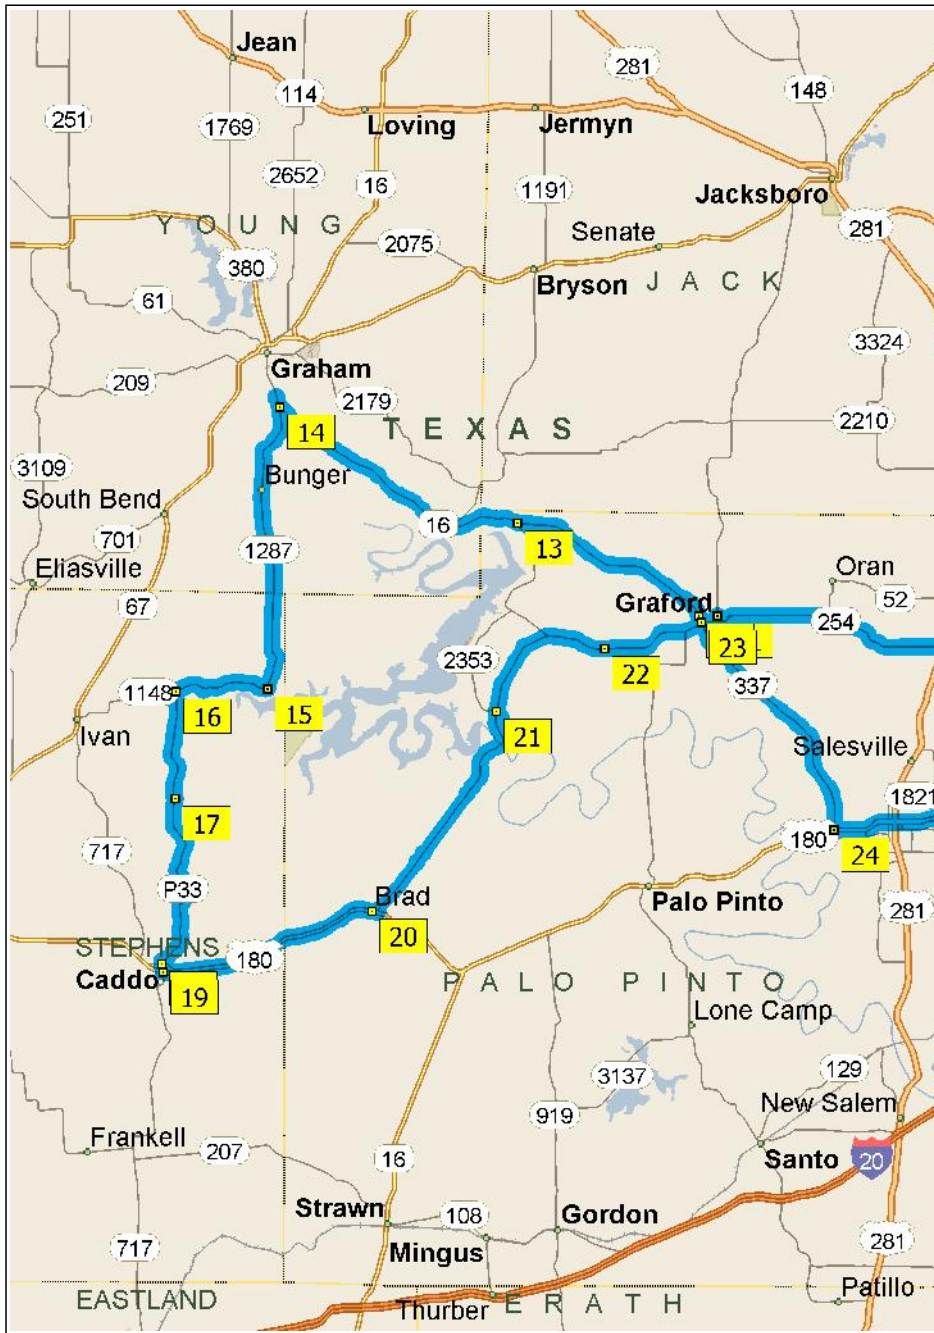 Jean
281
114
148
251
Loving
Jermyn
1769
2652
16
1191
Jacksboro
YOUNG
Senate
2075
281
380
Bryson
JACK
61
3324
Graham
209
2179
TEXAS
2210
14
3109
Bunger
South Bend
16
13
701
1287
Eliasville
Oran
67
Graford
52
254
23
2353
22
337
1148
16
15
21
Ivan
Salesville
1821
17
717
180
24
P33
Brad
Palo Pinto
20
281
STEPHENS
180
Caddo
19
PALO PINTO
Lone Camp
3137
129
919
New Salem
Frankell
207
16
Santo
20
Strawn
108
Gordon
717
Mingus
281
EASTLAND
Thurber
ERATH
Patillo